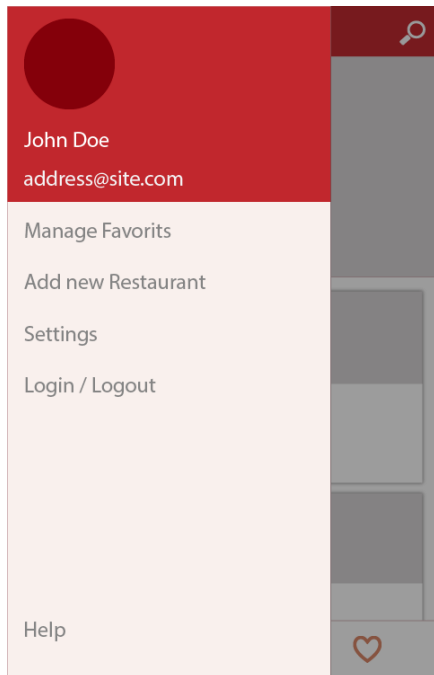 John Doe
address@site.com
Manage Favorits
Add new Restaurant
Settings
Login / Logout
Help